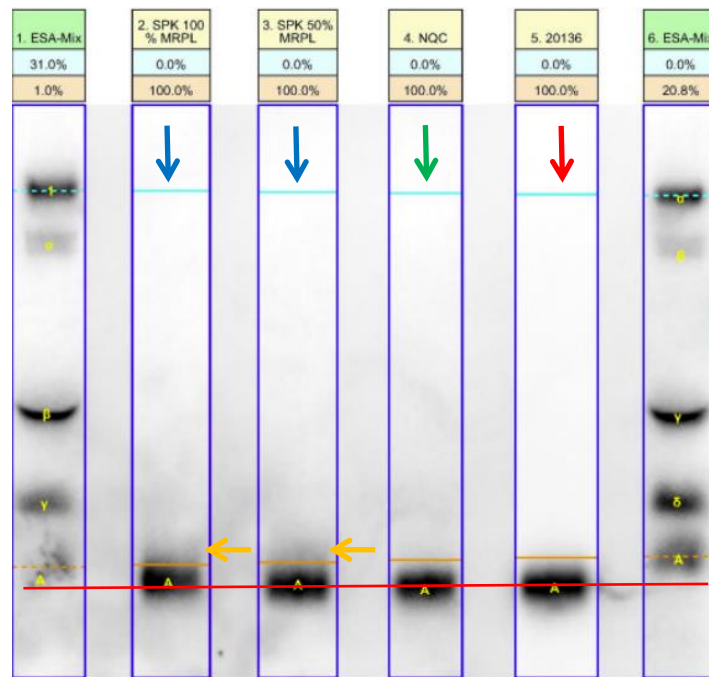 1. ESA-Mix
31.0%
1.0%
2. SPK 100
% MRPL
0.0%
100.0%
3. SPK 50%
MRPL
0.0%
100.0%
4. NQC
0.0%
100.0%
5. 20136
0.0%
100.0%
6. ESA-Mix
0.0%
20.8%
α
β
β
γ
γ
δ
A
A
A
A
A
A